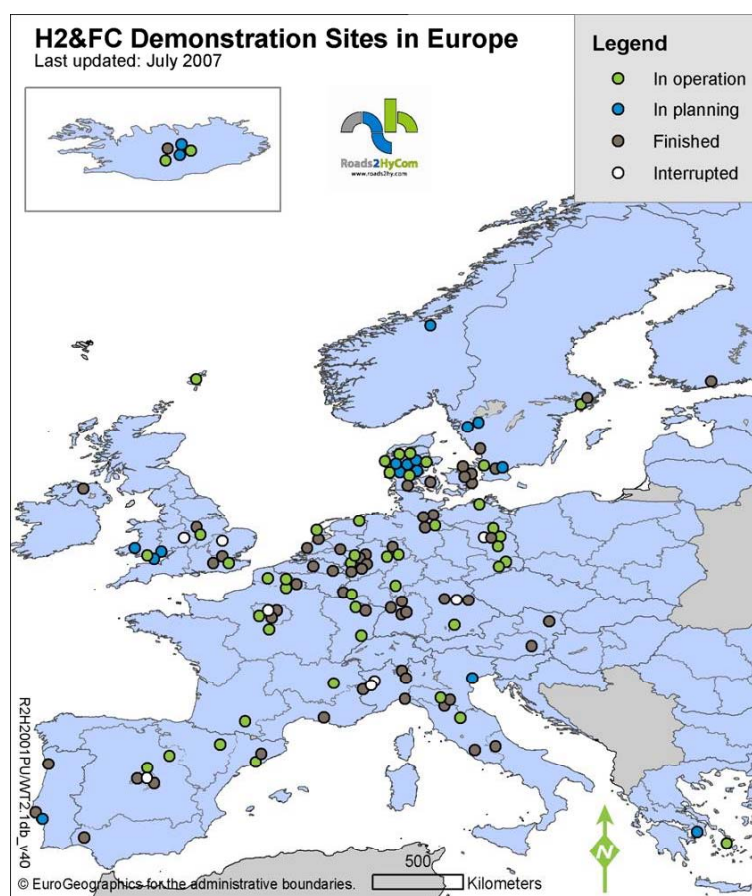 H2&FC Demonstration Sites in Europe
Last updated: July 2007
Legend
In operation
In planning
Finished
Interrupted
Roads2HyCom
www.roads2hy.com
R2H2001PU/WT2.1db_v40
N
500
Kilometers
© EuroGeographics for the administrative boundaries.